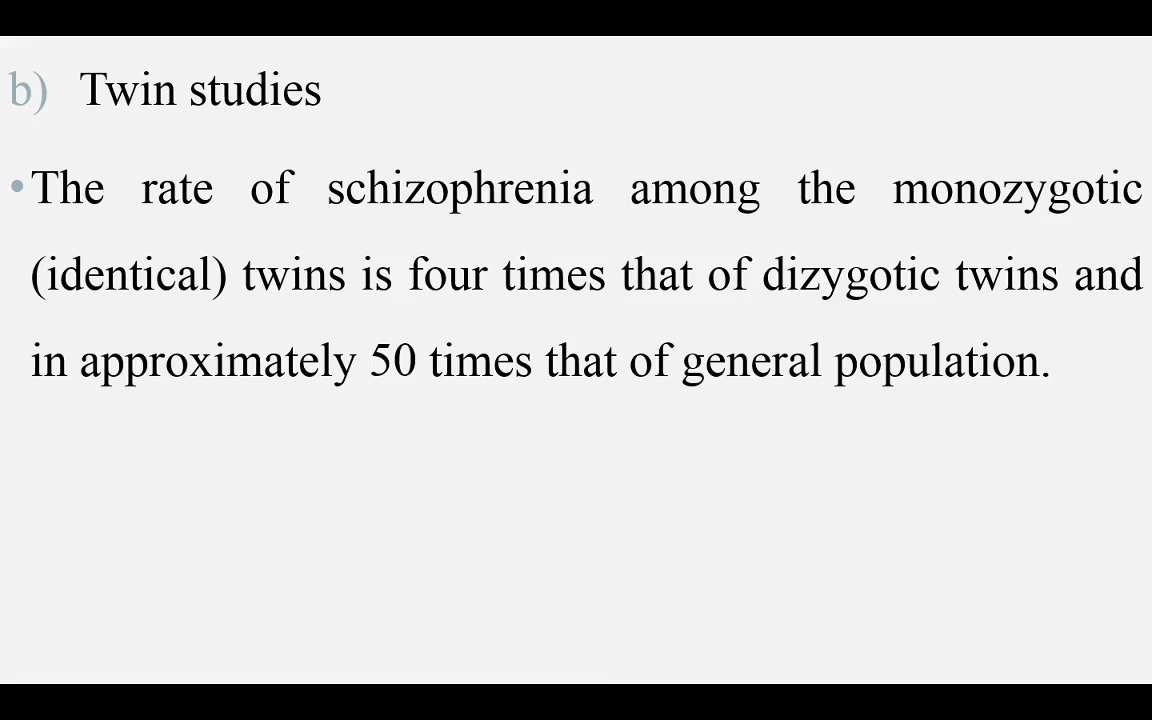 b) Twin studies
•The rate of schizophrenia among the monozygotic
(identical) twins is four times that of dizygotic twins and
in approximately 50 times that of general population.